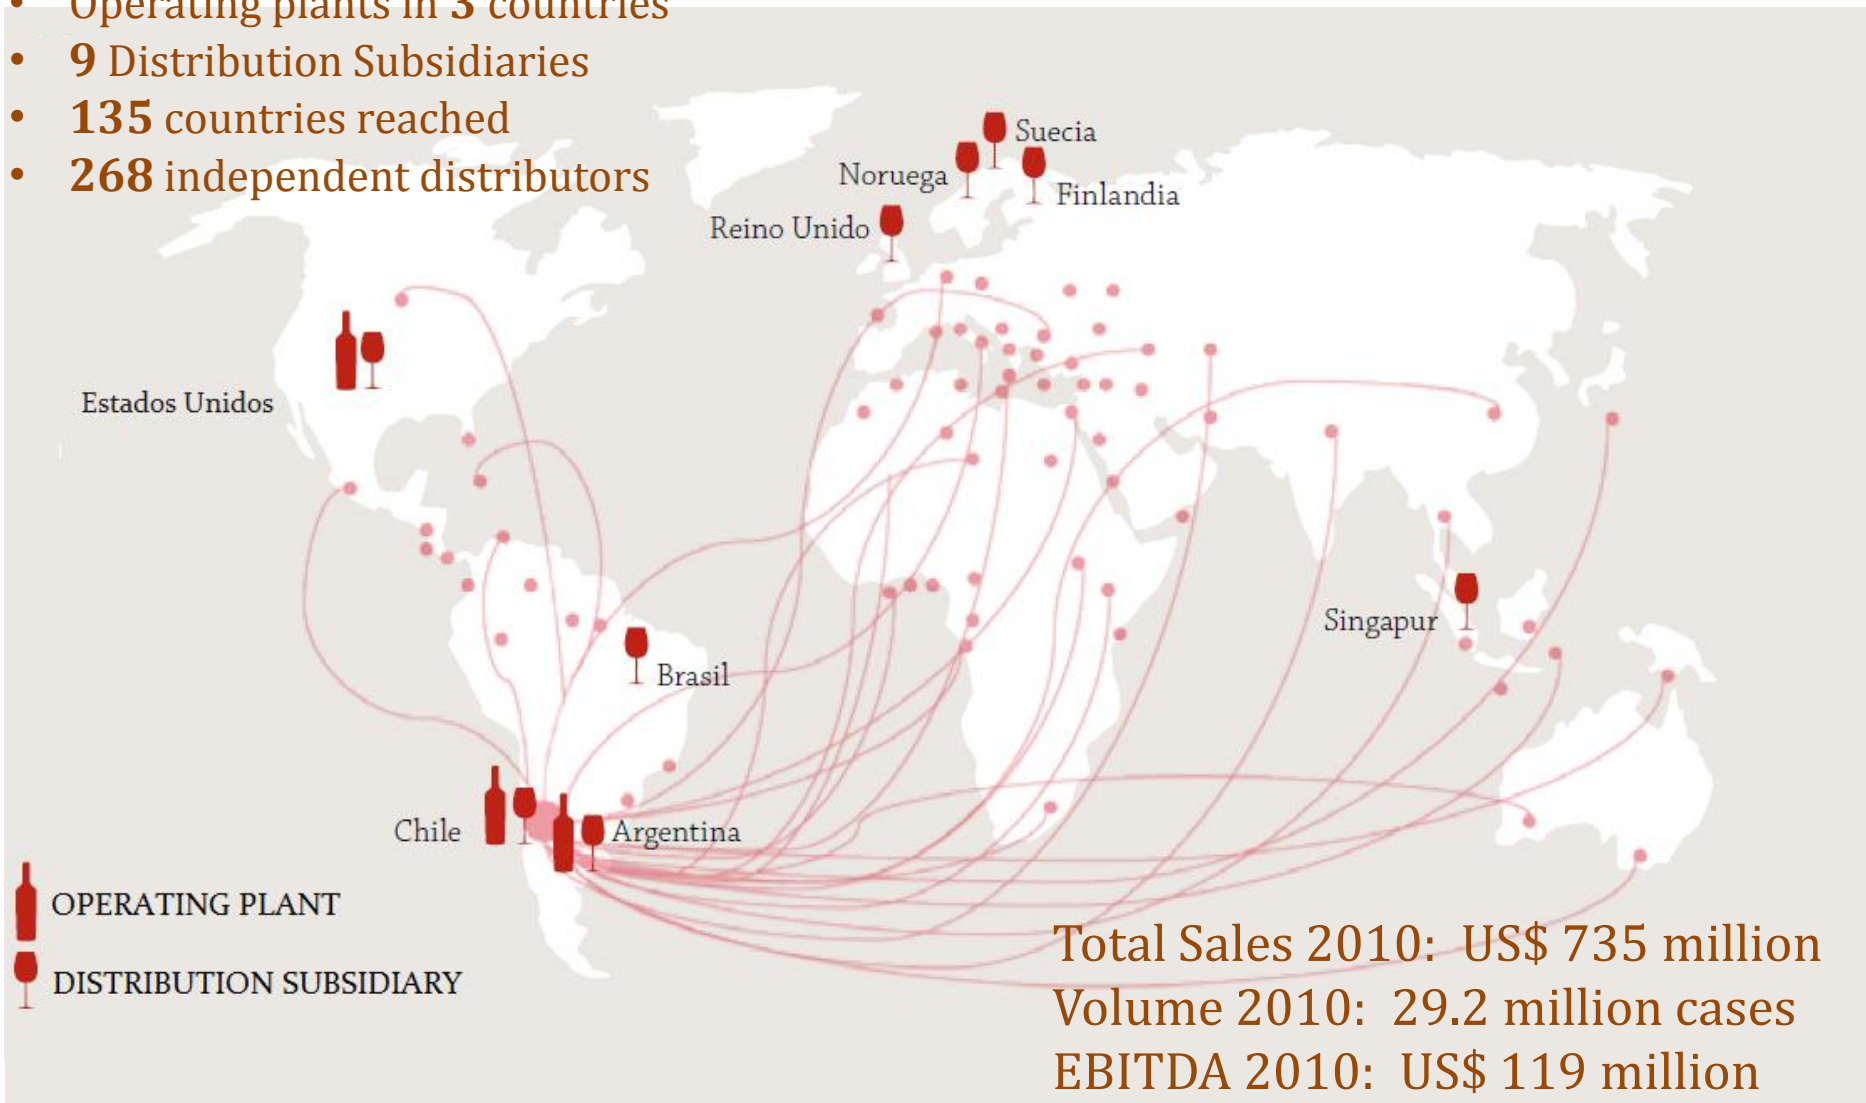 • Operating plants in 3 countries
• 9 Distribution Subsidiaries
• 135 countries reached
• 268 independent distributors
Suecia
Noruega
Finlandia
Reino Unido
Estados Unidos
Singapur
Brasil
Chile
Argentina
OPERATING PLANT
DISTRIBUTION SUBSIDIARY
Total Sales 2010: US$ 735 million
Volume 2010: 29.2 million cases
EBITDA 2010: US$ 119 million